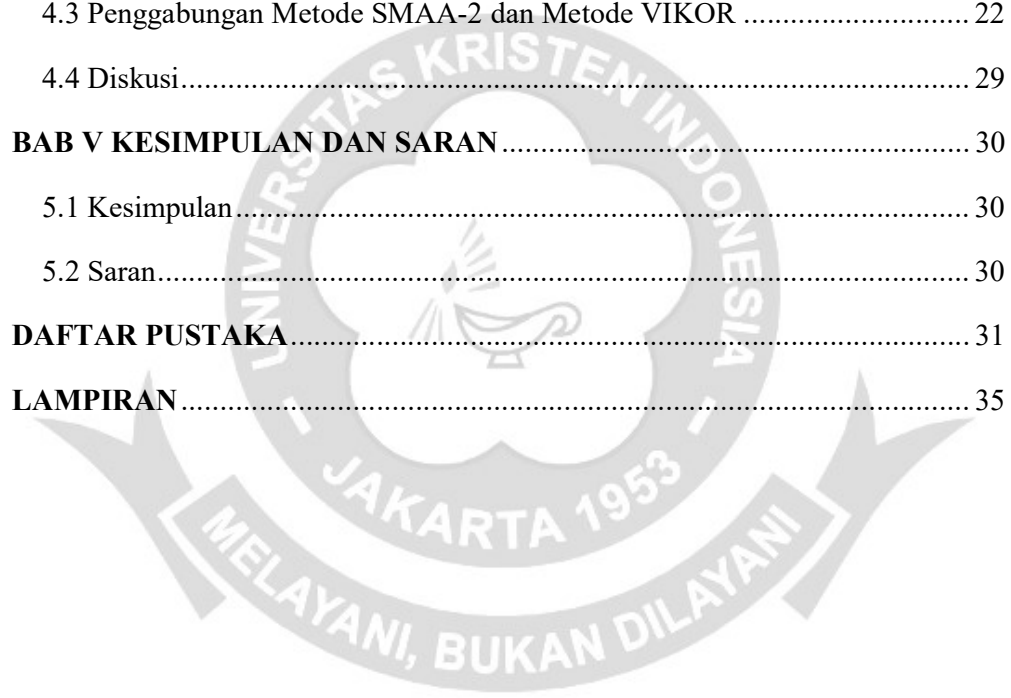 4.3 Penggabungan Metode SMAA-2 dan Metode VIKOR ........................... 22
4.4 Diskusi ........................................................................................... 29
BAB V KESIMPULAN DAN SARAN ...................................................... 30
5.1 Kesimpulan .................................................................................... 30
5.2 Saran .............................................................................................. 30
DAFTAR PUSTAKA ................................................................................ 31
LAMPIRAN .............................................................................................. 35
UNIVERSITAS KRISTEN INDONESIA
- JAKARTA 1953 -
MELAYANI, BUKAN DILAYANI